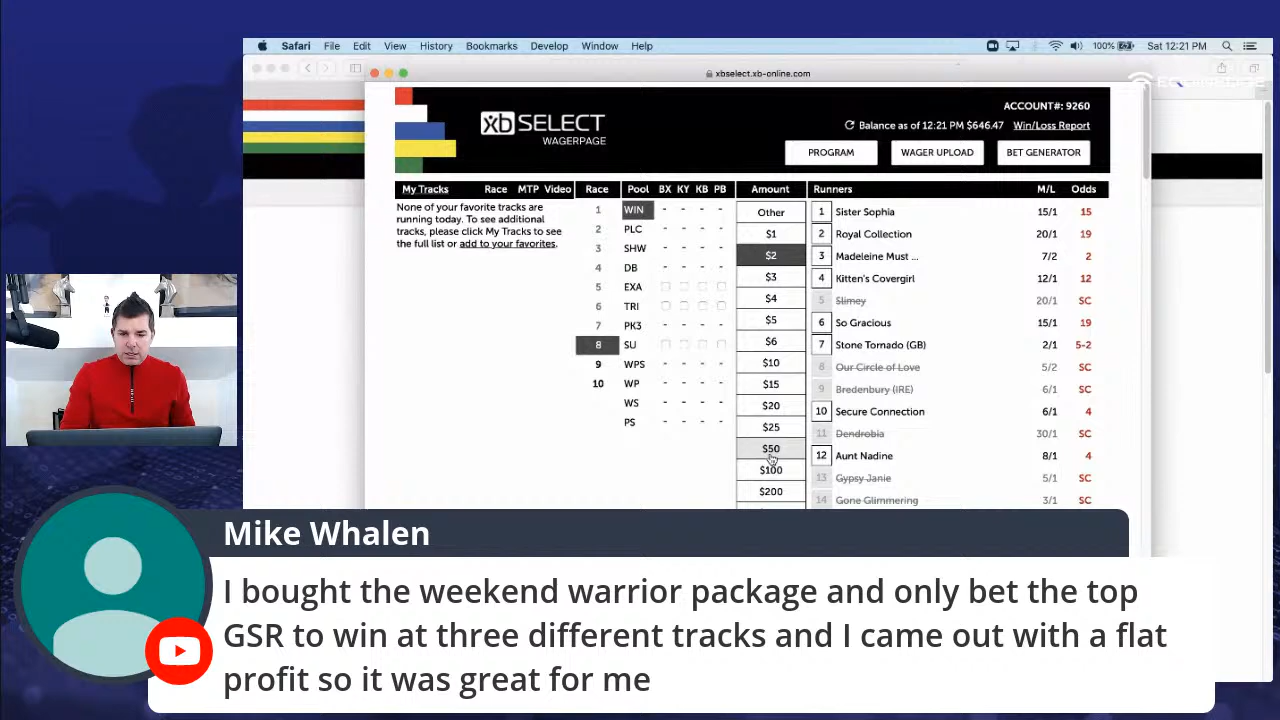 Safari File Edit View History Bookmarks Develop Window Help
100% Sat 12:21 PM
xbselect.xb-online.com
xb SELECT
WAGERPAGE
ACCOUNT#: 9260
Balance as of 12:21 PM $646.47 Win/Loss Report
PROGRAM WAGER UPLOAD BET GENERATOR
My Tracks Race MTP Video
None of your favorite tracks are
running today. To see additional
tracks, please click My Tracks to see
the full list or add to your favorites.
Race Pool BX KY KB PB
1 WIN - - - -
2 PLC - - - -
3 SHW - - - -
4 DB - - - -
5 EXA
6 TRI
7 PK3 - - - -
8 SU
9 WPS - - - -
10 WP - - - -
WS - - - -
PS - - - -
Amount
Other
$1
$2
$3
$4
$5
$6
$10
$15
$20
$25
$50
$100
$200
Runners M/L Odds
1 Sister Sophia 15/1 15
2 Royal Collection 20/1 19
3 Madeleine Must ... 7/2 2
4 Kitten's Covergirl 12/1 12
5 Slimey 20/1 SC
6 So Gracious 15/1 19
7 Stone Tornado (GB) 2/1 5-2
8 Our Circle of Love 5/2 SC
9 Bredenbury (IRE) 6/1 SC
10 Secure Connection 6/1 4
11 Dendrobia 30/1 SC
12 Aunt Nadine 8/1 4
13 Gypsy Janie 5/1 SC
14 Gone Glimmering 3/1 SC
Mike Whalen
I bought the weekend warrior package and only bet the top
GSR to win at three different tracks and I came out with a flat
profit so it was great for me